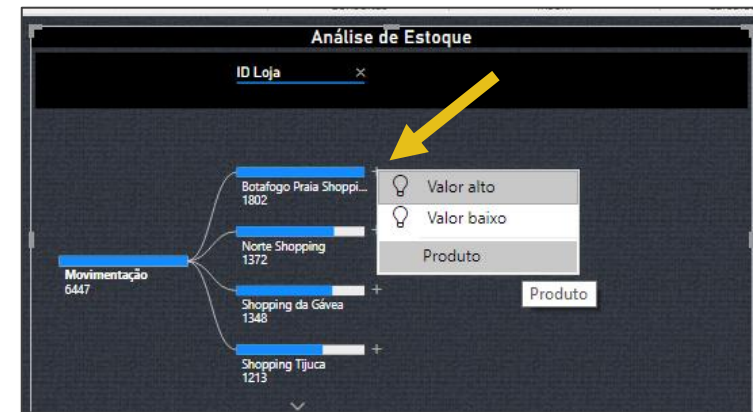 Análise de Estoque
ID Loja
Botafogo Praia Shoppi...
1802
Valor alto
Valor baixo
Produto
Norte Shopping
1372
Movimentação
6447
Produto
Shopping da Gávea
1348
Shopping Tijuca
1213